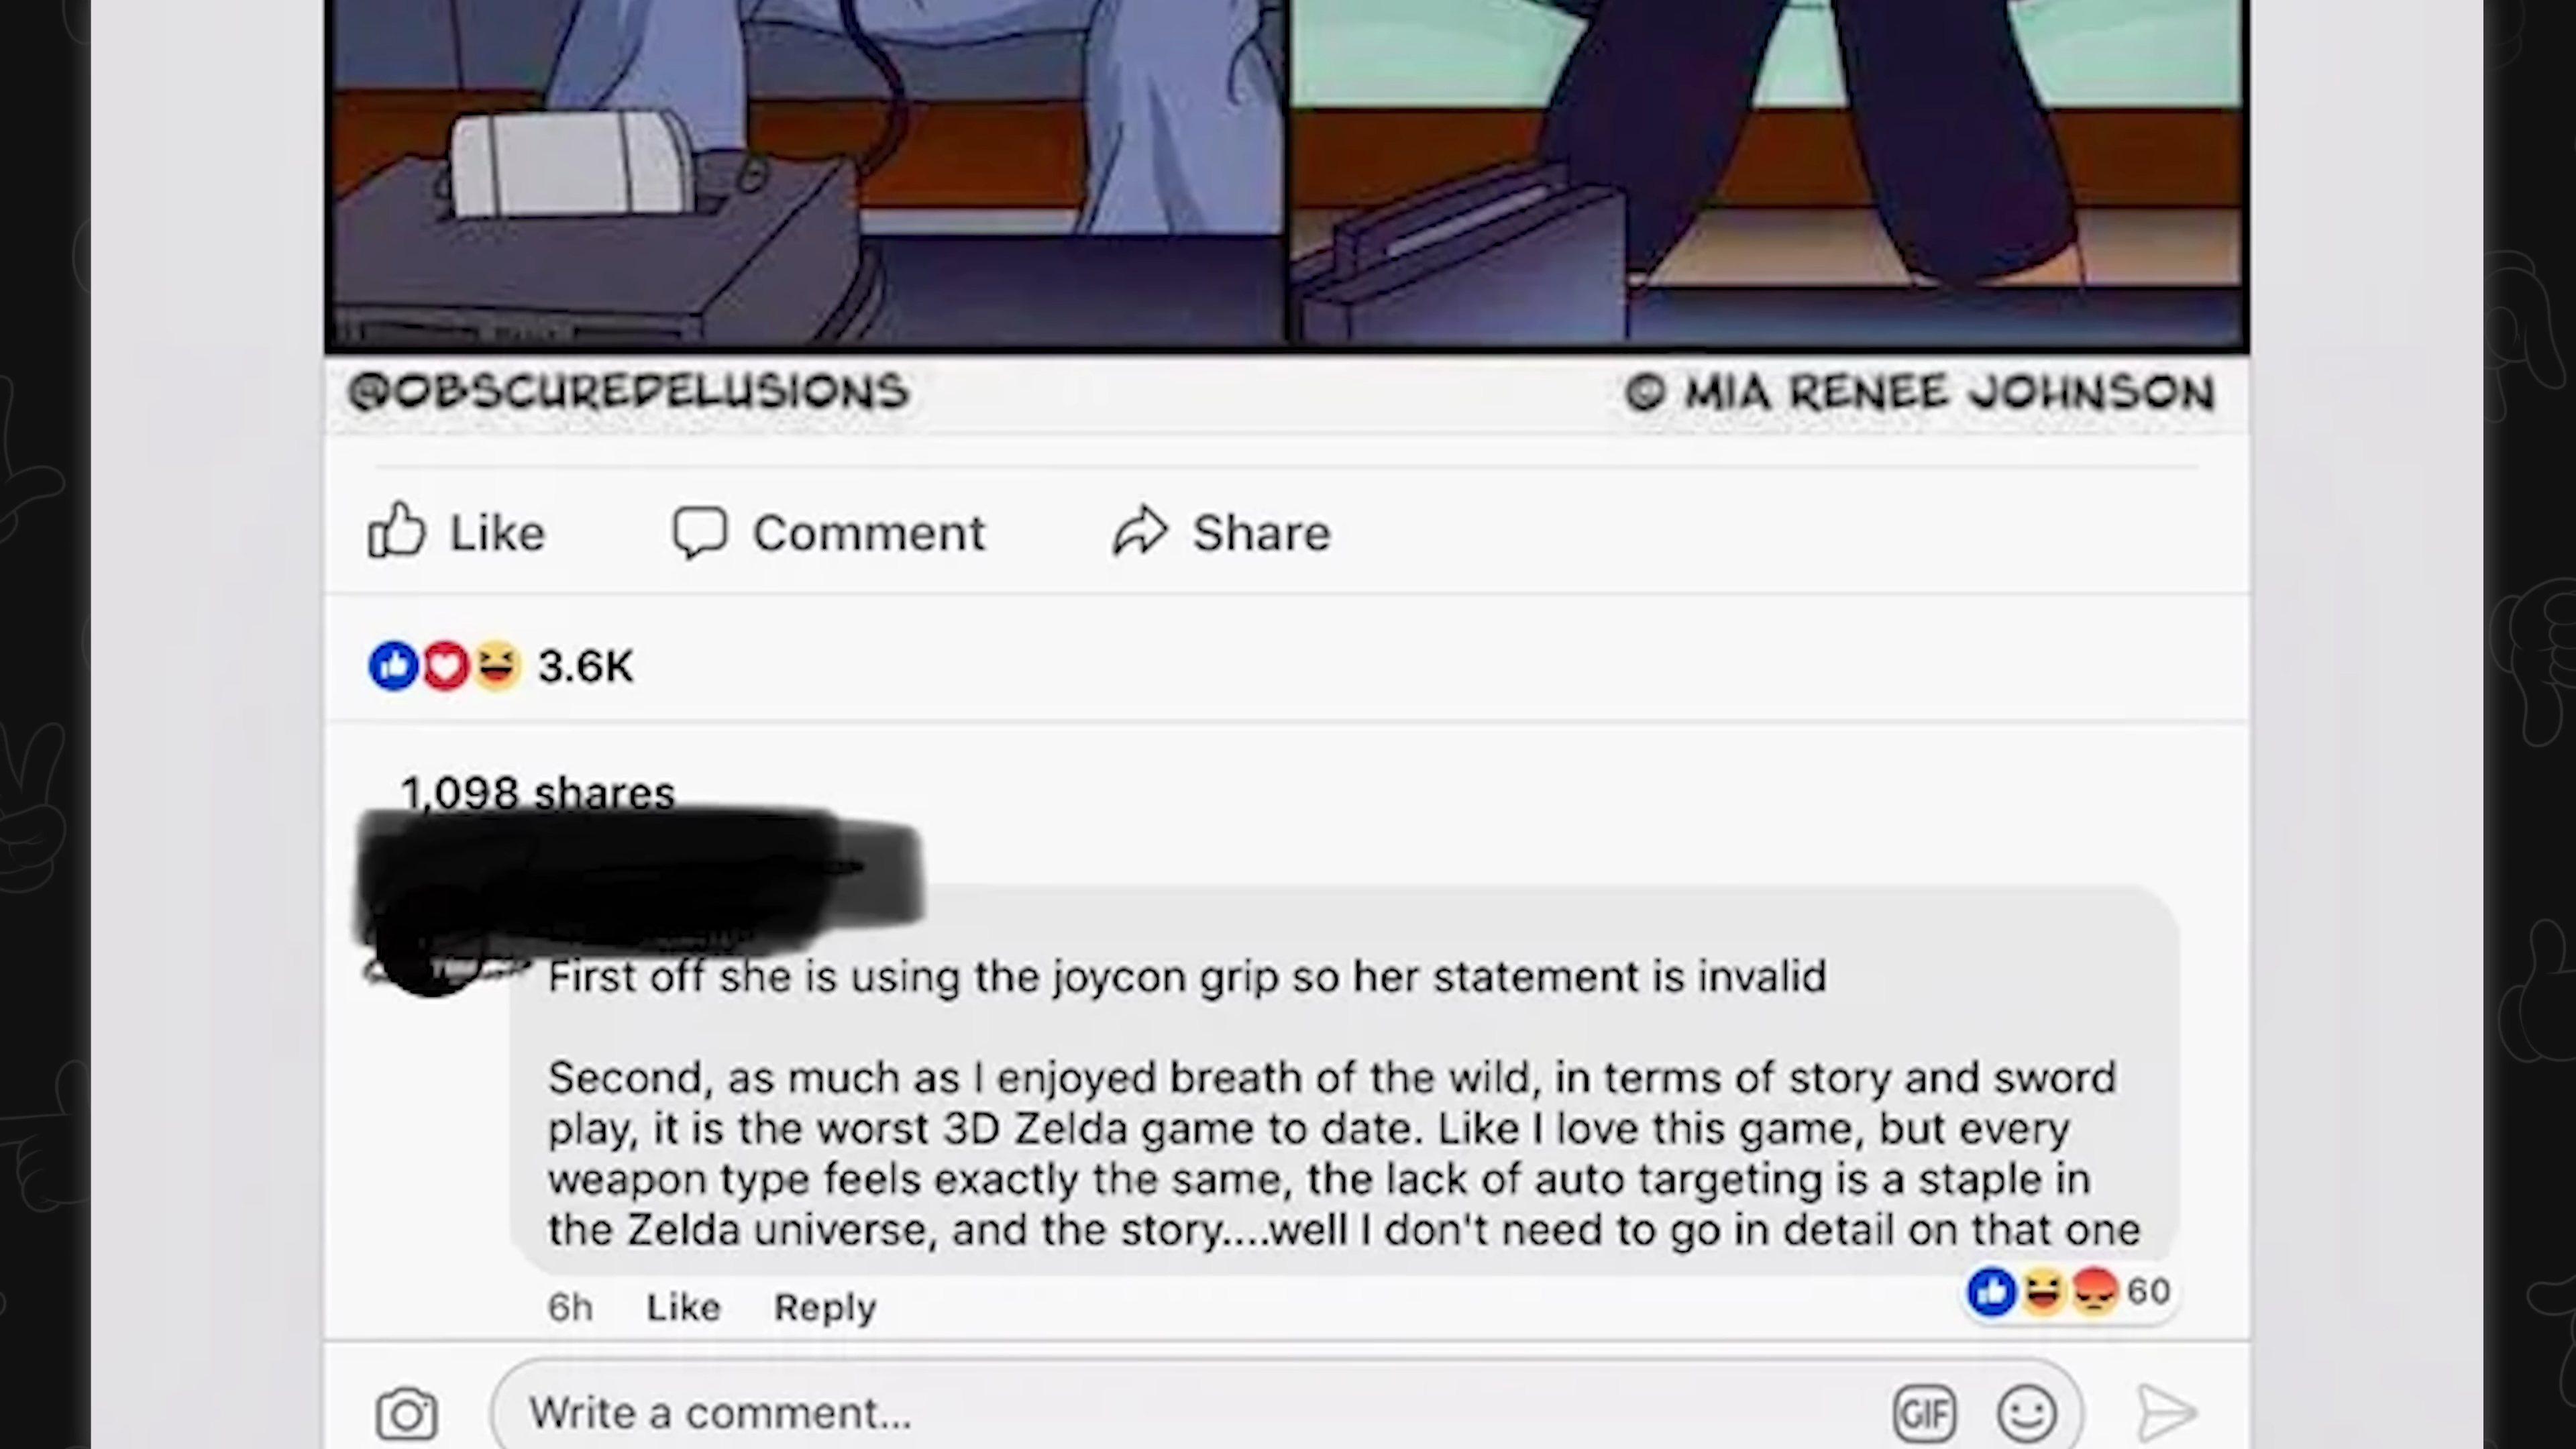 @OBSCUREDELUSIONS
© MIA RENEE JOHNSON
Like
Comment
Share
3.6K
1,098 shares
First off she is using the joycon grip so her statement is invalid
Second, as much as I enjoyed breath of the wild, in terms of story and sword
play, it is the worst 3D Zelda game to date. Like I love this game, but every
weapon type feels exactly the same, the lack of auto targeting is a staple in
the Zelda universe, and the story....well I don't need to go in detail on that one
6h Like Reply
60
Write a comment...
GIF